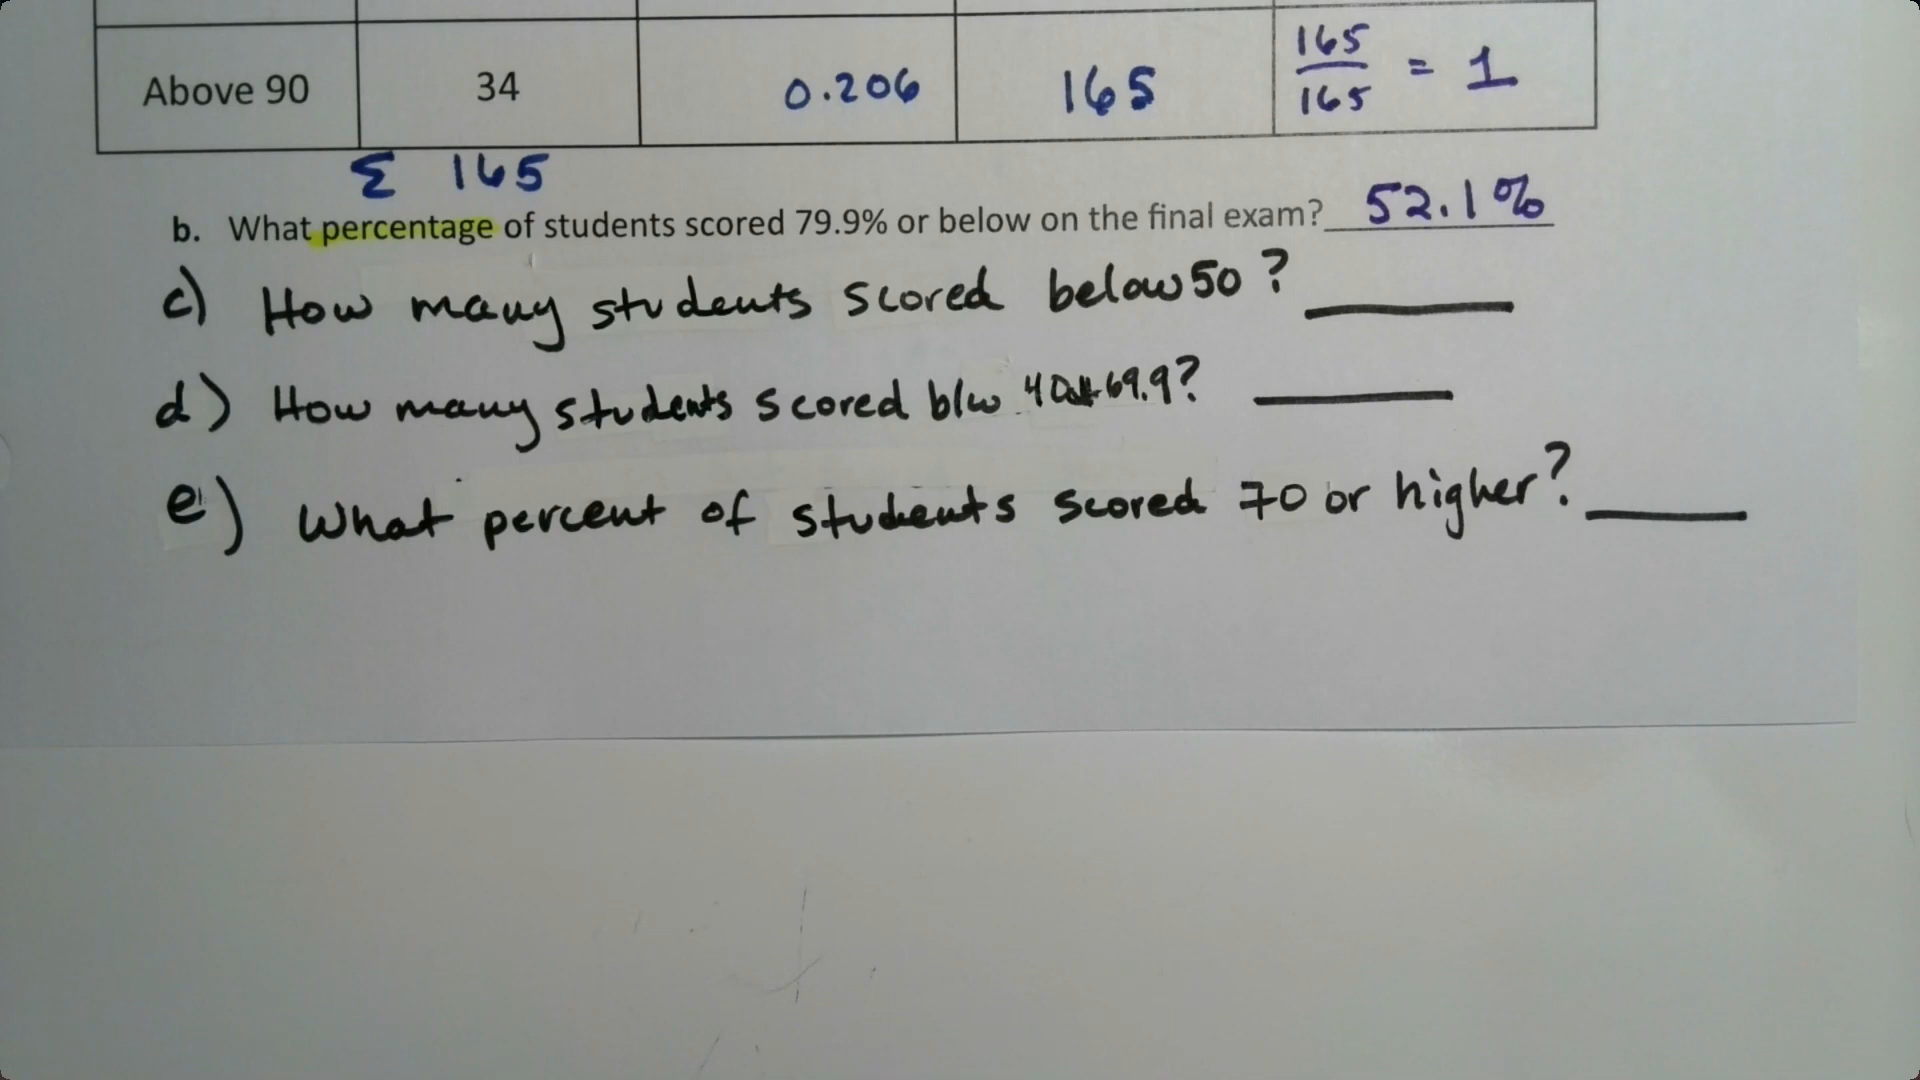 Above 90 34 0.206 165 165/165 = 1
Σ 165
b. What percentage of students scored 79.9% or below on the final exam? 52.1%
c) How many students scored below 50?
d) How many students scored b/w 40 & 69.9?
e) What percent of students scored 70 or higher?